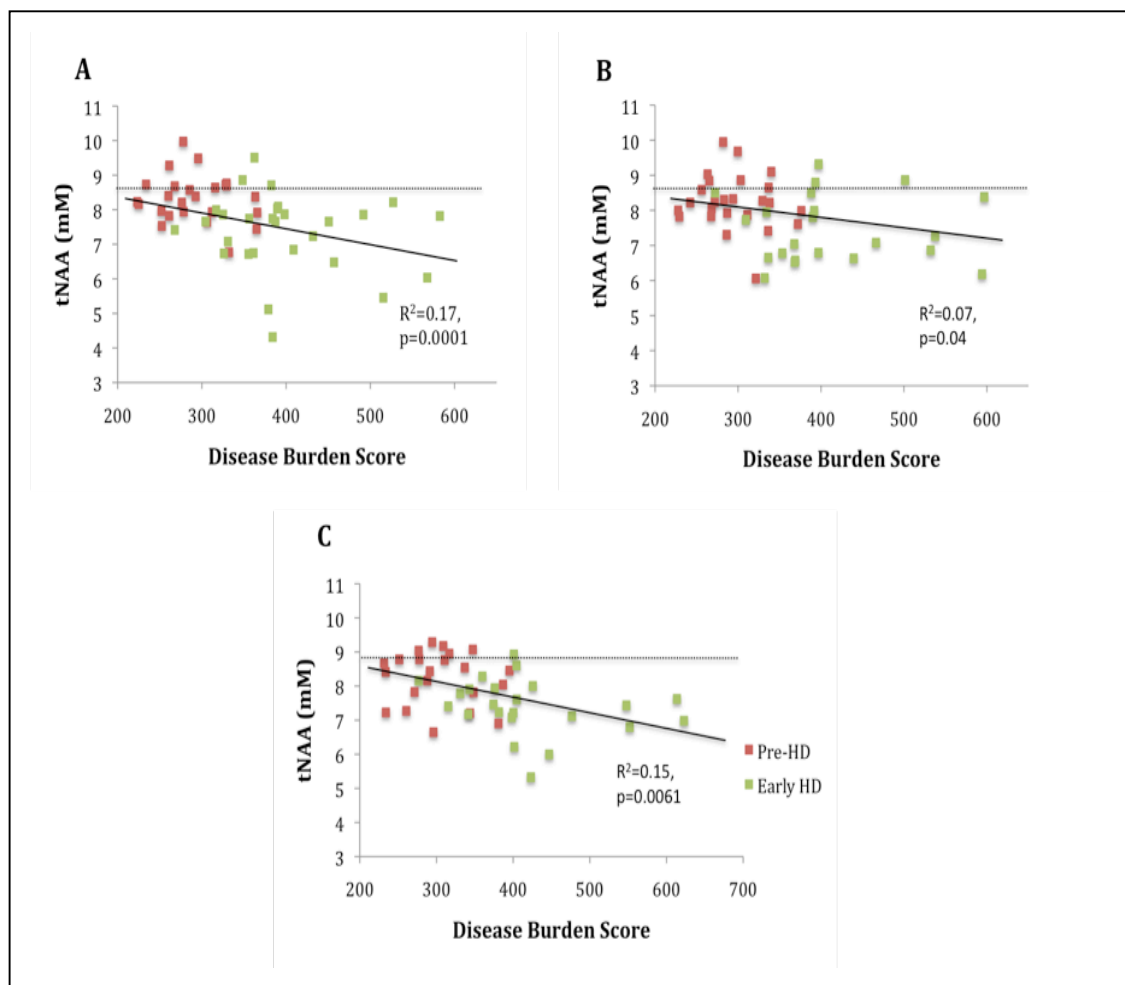 A
11
10
9
8
7
6
5
4
3
tNAA (mM)
R²=0.17,
p=0.0001
200 300 400 500 600
Disease Burden Score
B
11
10
9
8
7
6
5
4
3
tNAA (mM)
R²=0.07,
p=0.04
200 300 400 500 600
Disease Burden Score
C
11
10
9
8
7
6
5
4
3
tNAA (mM)
R²=0.15,
p=0.0061
Pre-HD
Early HD
200 300 400 500 600 700
Disease Burden Score